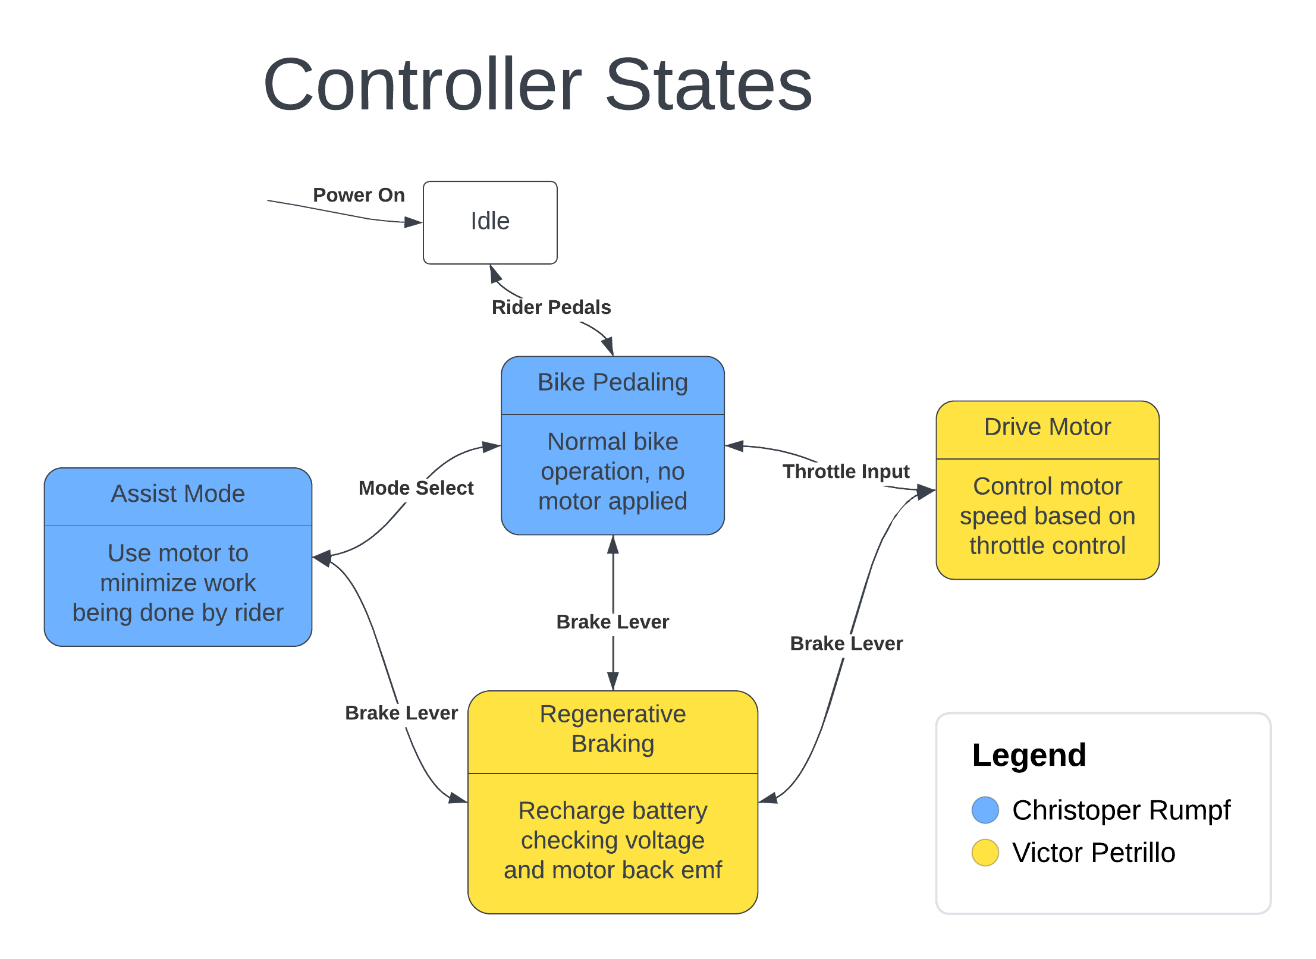 Controller States
Power On
Idle
Rider Pedals
Bike Pedaling
Normal bike
operation, no
motor applied
Drive Motor
Control motor
speed based on
throttle control
Throttle Input
Mode Select
Assist Mode
Use motor to
minimize work
being done by rider
Brake Lever
Brake Lever
Brake Lever
Regenerative
Braking
Recharge battery
checking voltage
and motor back emf
Legend
Christoper Rumpf
Victor Petrillo